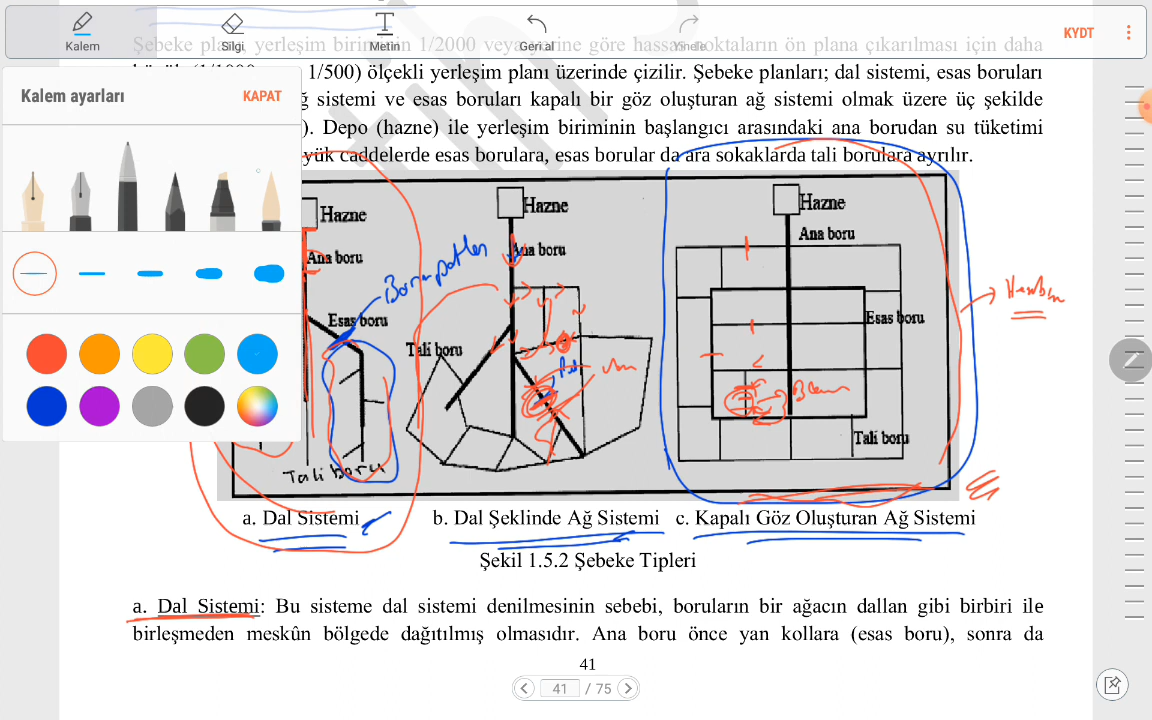 Kalem
Silgi
Metin
Geri al
Yinele
KYDT
Şebeke planı, yerleşim biriminin 1/2000 veya yerine göre hassas noktaların ön plana çıkarılması için daha
1/500) ölçekli yerleşim planı üzerinde çizilir. Şebeke planları; dal sistemi, esas boruları
ğ sistemi ve esas boruları kapalı bir göz oluşturan ağ sistemi olmak üzere üç şekilde
). Depo (hazne) ile yerleşim biriminin başlangıcı arasındaki ana borudan su tüketimi
yük caddelerde esas borulara, esas borular da ara sokaklarda tali borulara ayrılır.
Kalem ayarları
KAPAT
Hazne
Ana boru
Esas boru
Tali boru
Hazne
Ana boru
Tali boru
Hazne
Ana boru
Esas boru
Tali boru
a. Dal Sistemi
b. Dal Şeklinde Ağ Sistemi
c. Kapalı Göz Oluşturan Ağ Sistemi
Şekil 1.5.2 Şebeke Tipleri
a. Dal Sistemi: Bu sisteme dal sistemi denilmesinin sebebi, boruların bir ağacın dallan gibi birbiri ile
birleşmeden meskûn bölgede dağıtılmış olmasıdır. Ana boru önce yan kollara (esas boru), sonra da
41
41 / 75